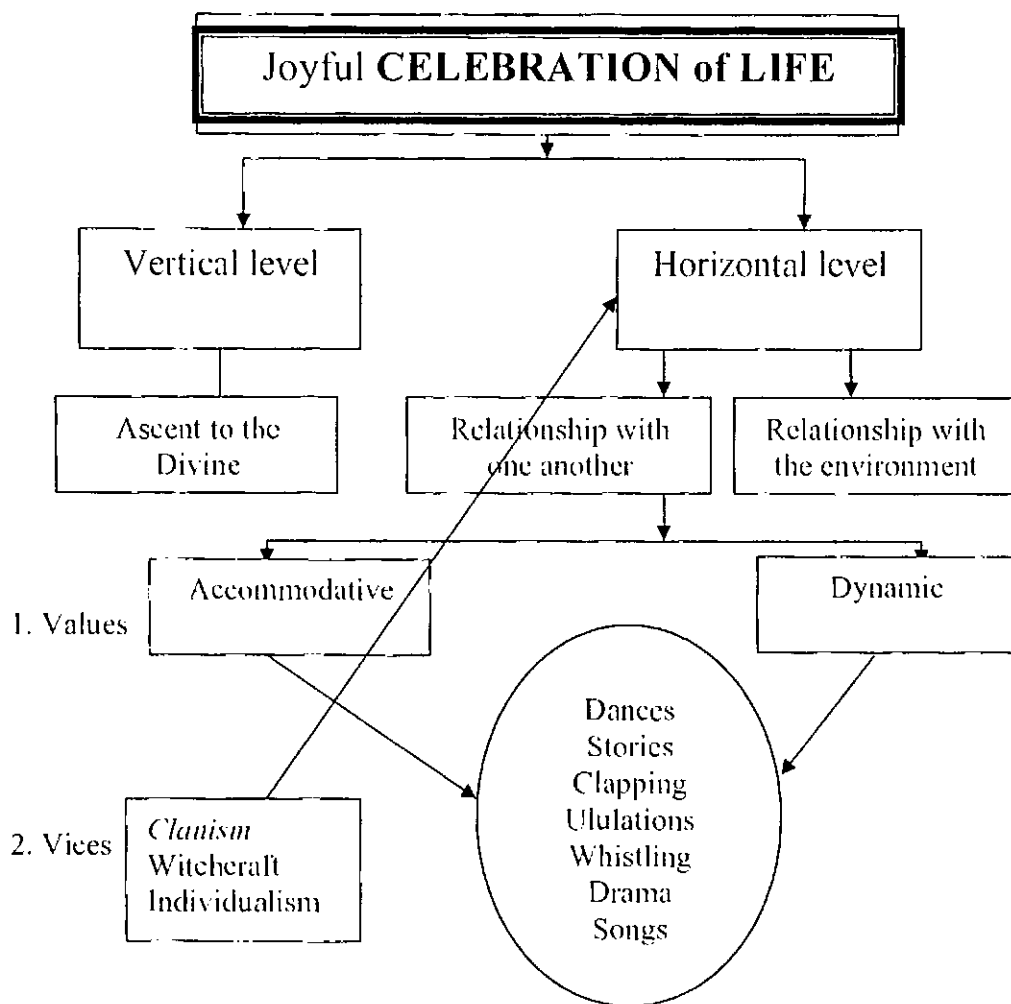 Joyful CELEBRATION of LIFE
Vertical level
Horizontal level
Ascent to the
Divine
Relationship with
one another
Relationship with
the environment
Accommodative
Dynamic
1. Values
Dances
Stories
Clapping
Ululations
Whistling
Drama
Songs
2. Vices
Clanism
Witchcraft
Individualism